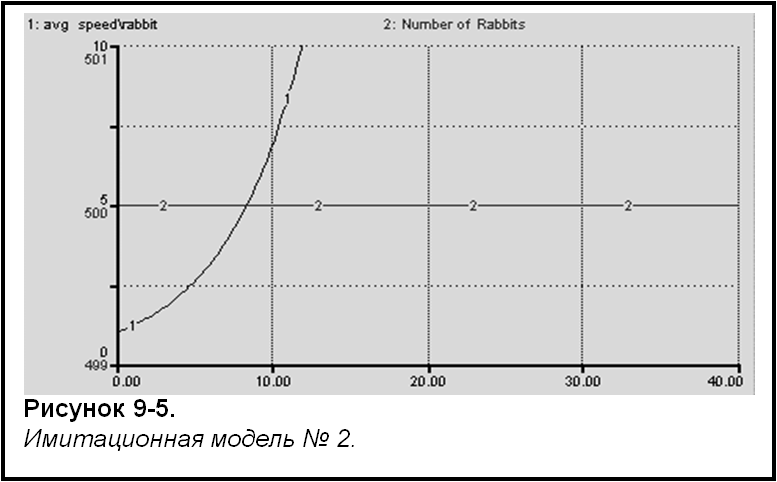 1: avg speed\rabbit 2: Number of Rabbits
10
501
1
5
500
2 2 2 2
1
0
499
0.00 10.00 20.00 30.00 40.00
Рисунок 9-5.
Имитационная модель № 2.